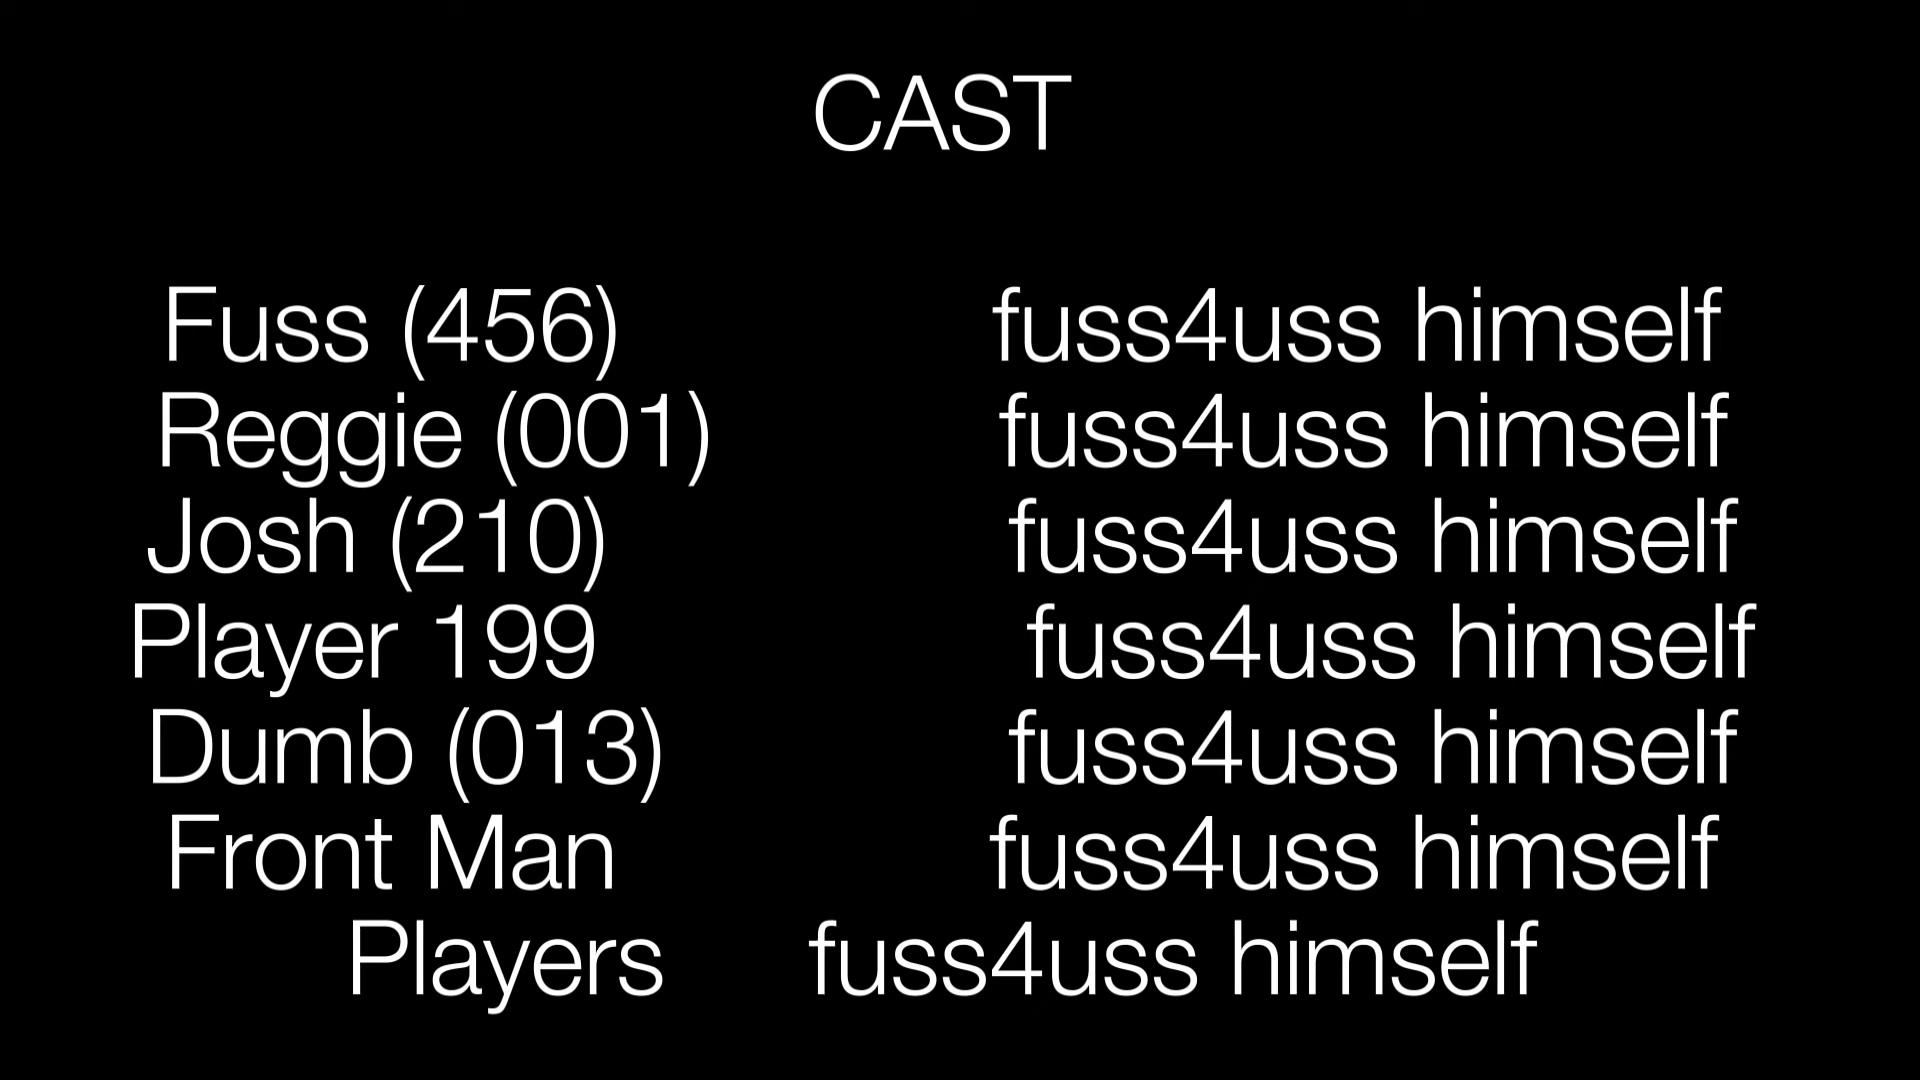 CAST
Fuss (456) fuss4uss himself
Reggie (001) fuss4uss himself
Josh (210) fuss4uss himself
Player 199 fuss4uss himself
Dumb (013) fuss4uss himself
Front Man fuss4uss himself
Players fuss4uss himself